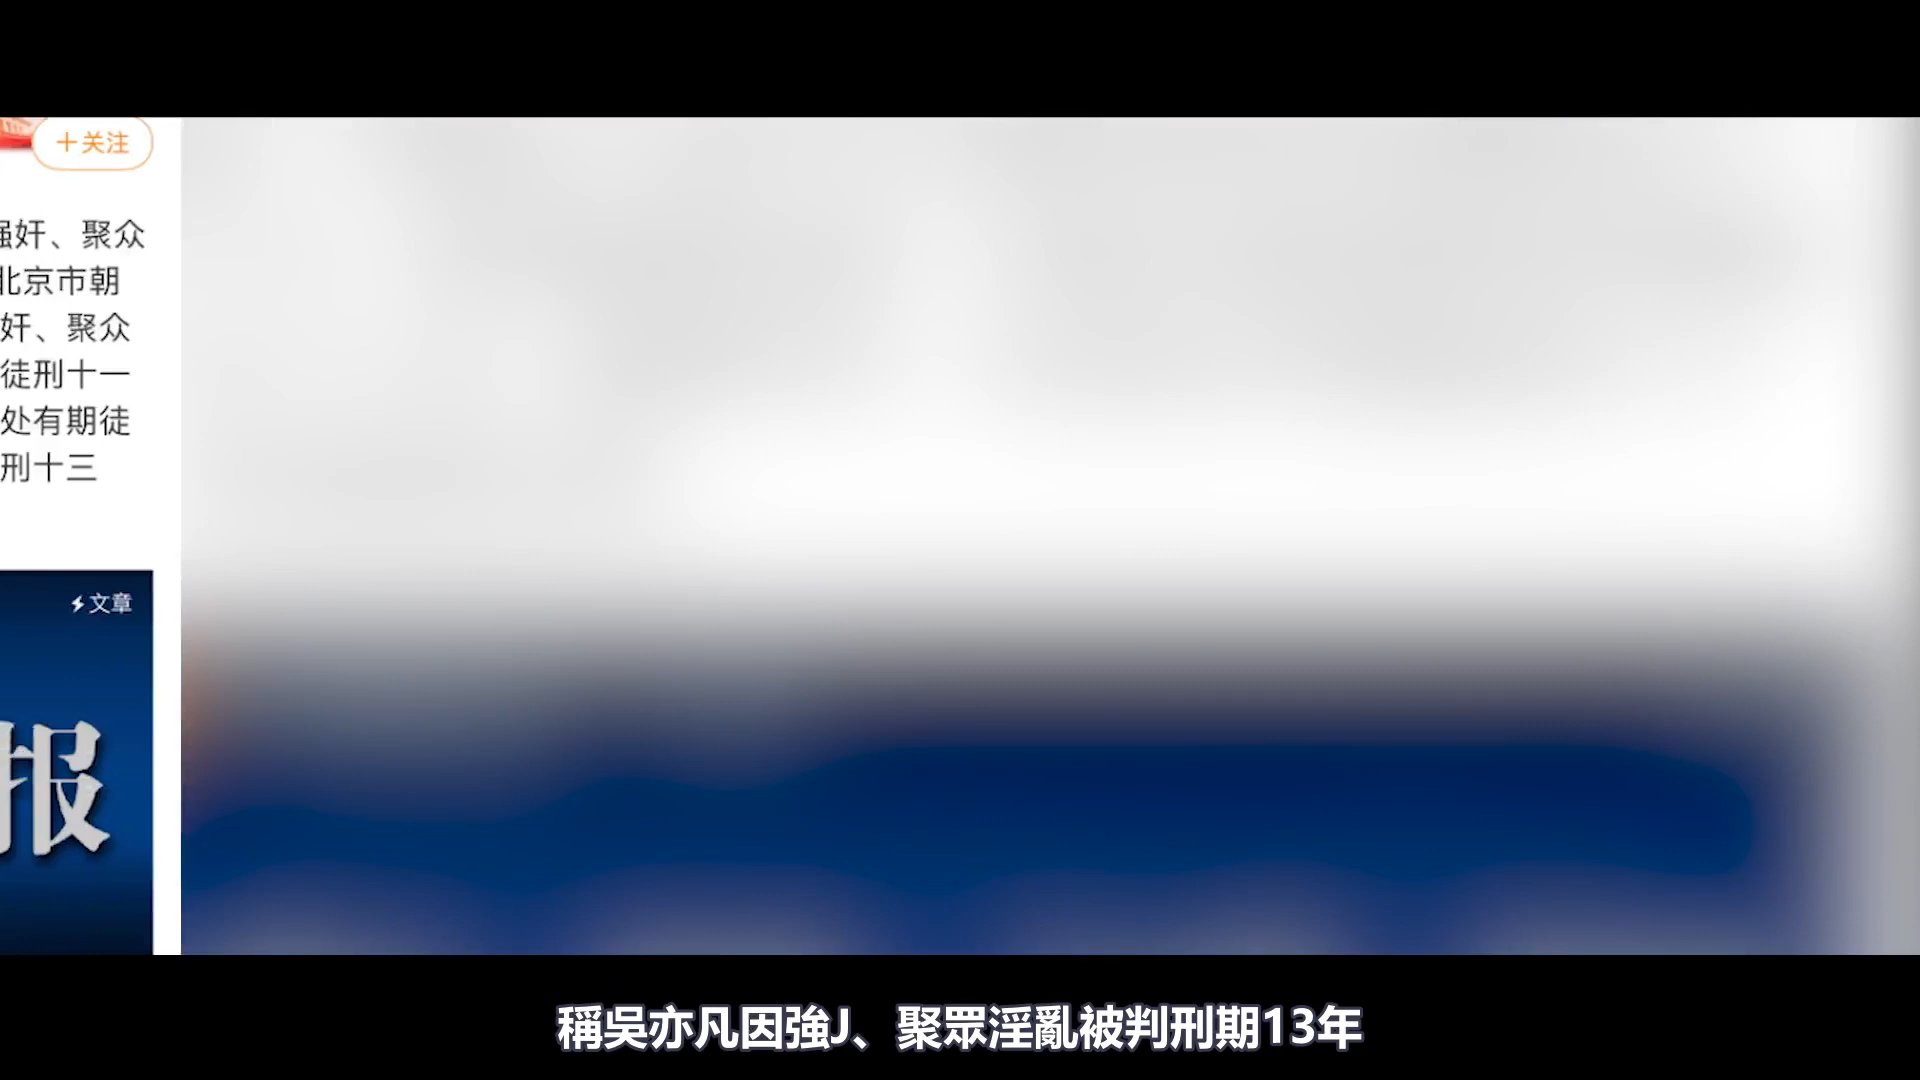 ＋关注
强奸、聚众
北京市朝
奸、聚众
徒刑十一
处有期徒
刑十三
文章
报
稱吳亦凡因強J、聚眾淫亂被判刑期13年